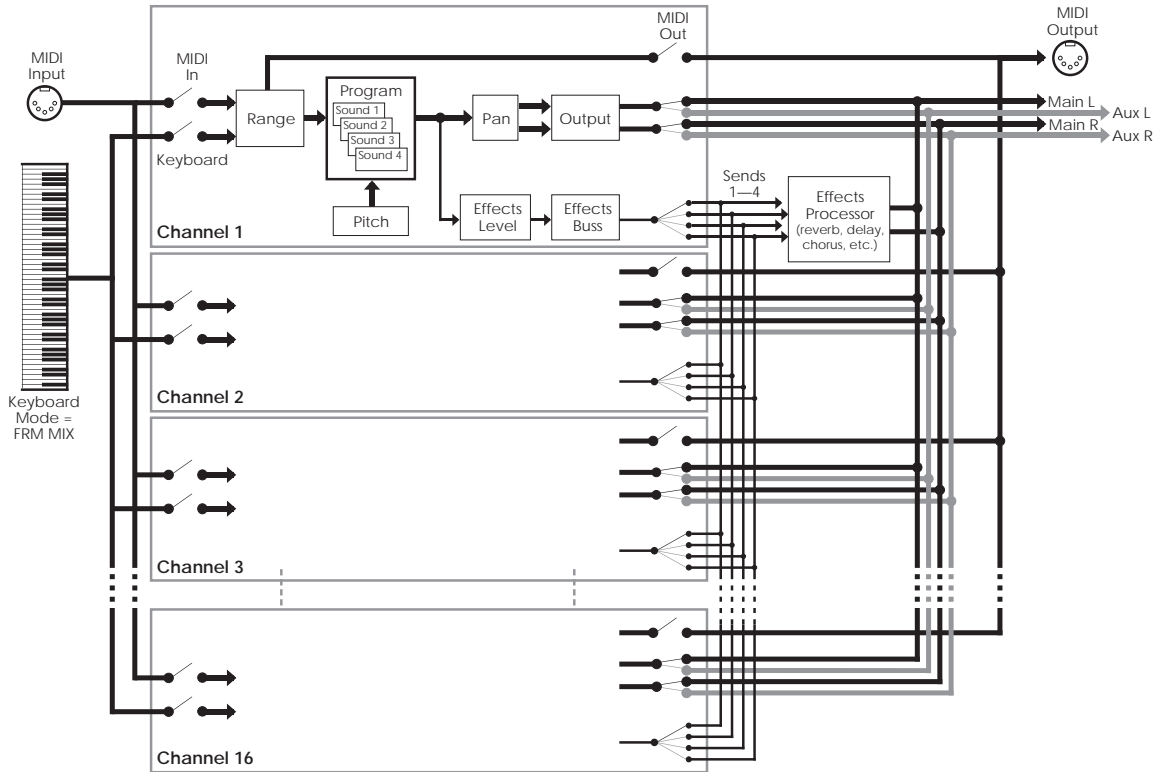 MIDI
Out
MIDI
Output
MIDI
Input
MIDI
In
Range
Program
Sound 1
Sound 2
Sound 3
Sound 4
Pan
Output
Main L
Aux L
Main R
Aux R
Keyboard
Pitch
Effects
Level
Effects
Buss
Sends
1—4
Effects
Processor
(reverb, delay,
chorus, etc.)
Channel 1
Channel 2
Keyboard
Mode =
FRM MIX
Channel 3
Channel 16